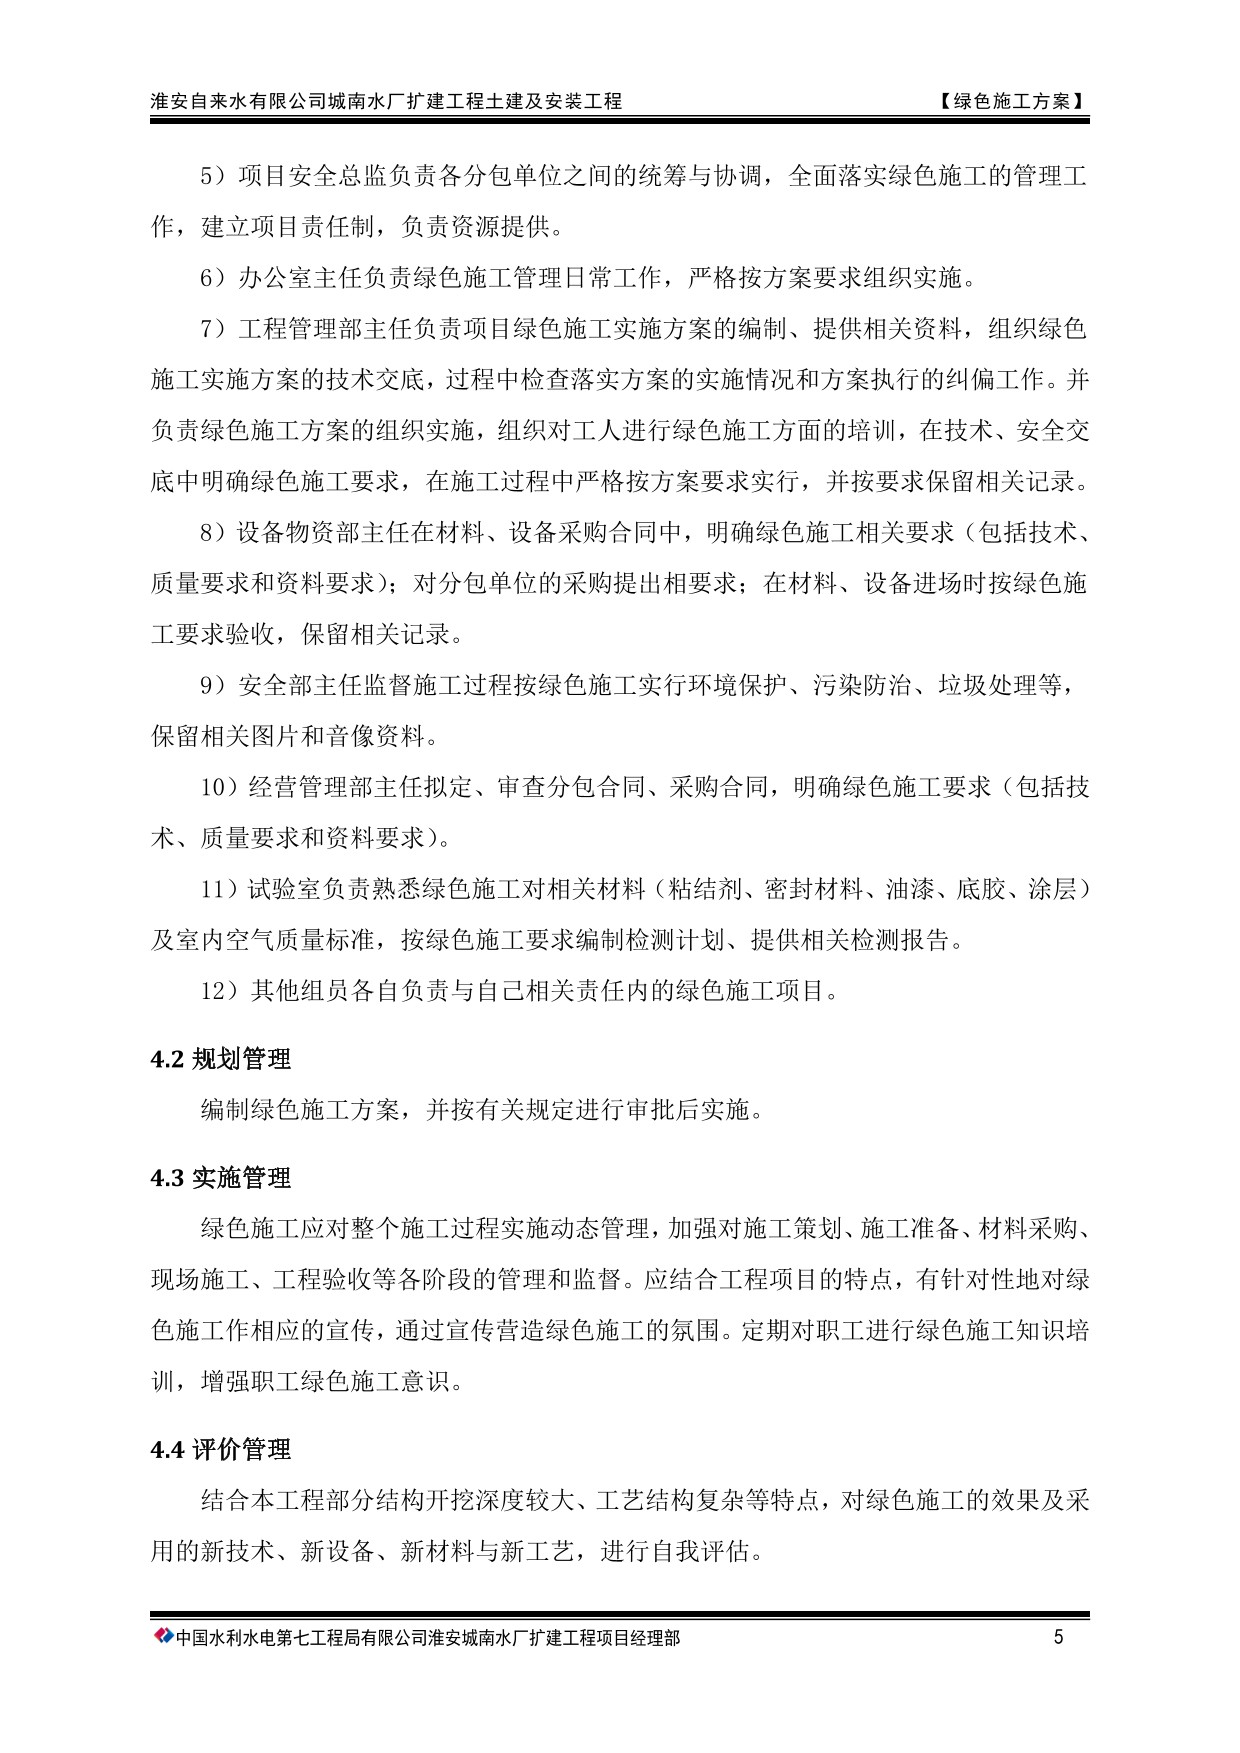 淮安自来水有限公司城南水厂扩建工程土建及安装工程 【绿色施工方案】
5）项目安全总监负责各分包单位之间的统筹与协调，全面落实绿色施工的管理工
作，建立项目责任制，负责资源提供。
6）办公室主任负责绿色施工管理日常工作，严格按方案要求组织实施。
7）工程管理部主任负责项目绿色施工实施方案的编制、提供相关资料，组织绿色
施工实施方案的技术交底，过程中检查落实方案的实施情况和方案执行的纠偏工作。并
负责绿色施工方案的组织实施，组织对工人进行绿色施工方面的培训，在技术、安全交
底中明确绿色施工要求，在施工过程中严格按方案要求实行，并按要求保留相关记录。
8）设备物资部主任在材料、设备采购合同中，明确绿色施工相关要求（包括技术、
质量要求和资料要求）；对分包单位的采购提出相要求；在材料、设备进场时按绿色施
工要求验收，保留相关记录。
9）安全部主任监督施工过程按绿色施工实行环境保护、污染防治、垃圾处理等，
保留相关图片和音像资料。
10）经营管理部主任拟定、审查分包合同、采购合同，明确绿色施工要求（包括技
术、质量要求和资料要求）。
11）试验室负责熟悉绿色施工对相关材料（粘结剂、密封材料、油漆、底胶、涂层）
及室内空气质量标准，按绿色施工要求编制检测计划、提供相关检测报告。
12）其他组员各自负责与自己相关责任内的绿色施工项目。
4.2 规划管理
编制绿色施工方案，并按有关规定进行审批后实施。
4.3 实施管理
绿色施工应对整个施工过程实施动态管理，加强对施工策划、施工准备、材料采购、
现场施工、工程验收等各阶段的管理和监督。应结合工程项目的特点，有针对性地对绿
色施工作相应的宣传，通过宣传营造绿色施工的氛围。定期对职工进行绿色施工知识培
训，增强职工绿色施工意识。
4.4 评价管理
结合本工程部分结构开挖深度较大、工艺结构复杂等特点，对绿色施工的效果及采
用的新技术、新设备、新材料与新工艺，进行自我评估。
中国水利水电第七工程局有限公司淮安城南水厂扩建工程项目经理部 5